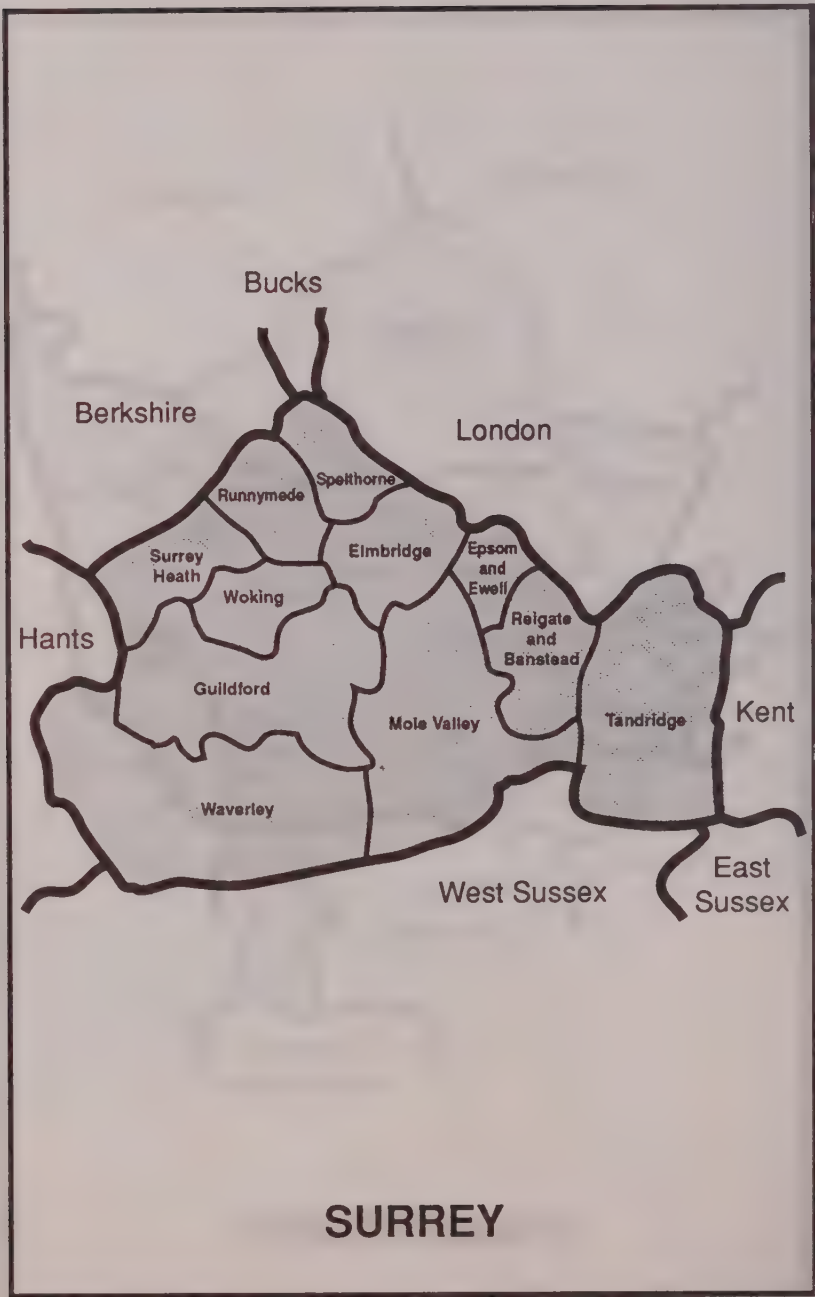 Bucks
Berkshire
London
Spelthorne
Runnymede
Elmbridge
Epsom
and
Ewell
Surrey
Heath
Woking
Hants
Reigate
and
Banstead
Guildford
Mole Valley
Tandridge
Kent
Waverley
West Sussex
East
Sussex
SURREY